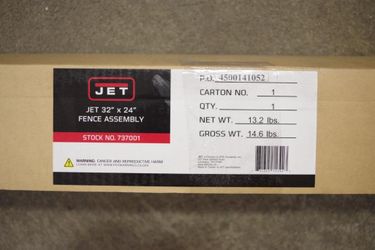 JET
JET 32" x 24"
FENCE ASSEMBLY
STOCK NO. 737001
WARNING: CANCER AND REPRODUCTIVE HARM
P.O. 4500141052
CARTON NO. 1
QTY. 1
NET WT. 13.2 lbs.
GROSS WT. 14.6 lbs.